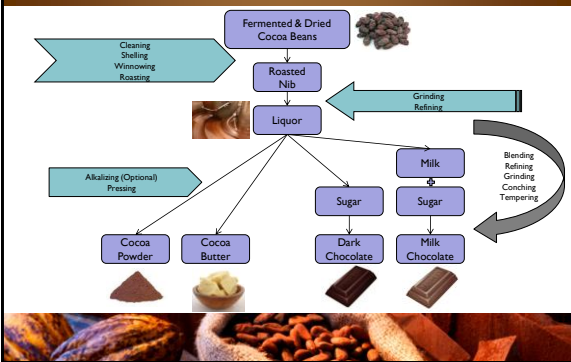 Fermented & Dried
Cocoa Beans
Cleaning
Shelling
Winnowing
Roasting
Roasted
Nib
Grinding
Refining
Liquor
Blending
Refining
Grinding
Conching
Tempering
Milk
Alkalizing (Optional)
Pressing
Sugar
Sugar
Cocoa
Powder
Cocoa
Butter
Dark
Chocolate
Milk
Chocolate